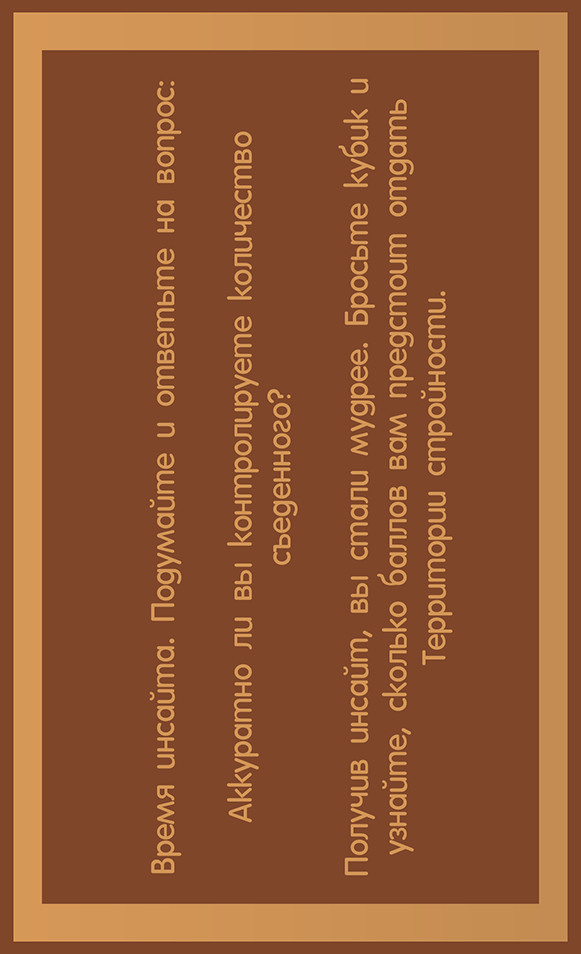 Время инсайта. Подумайте и ответьте на вопрос:
Аккуратно ли вы контролируете количество
съеденного?
Получив инсайт, вы стали мудрее. Бросьте кубик и
узнайте, сколько баллов вам предстоит отдать
Территории стройности.